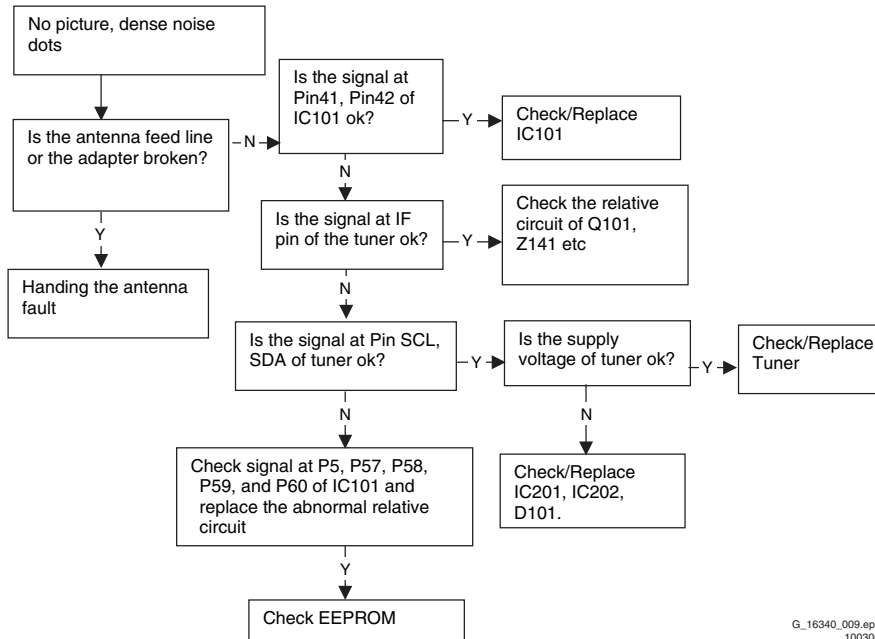 No picture, dense noise
dots
Is the antenna feed line
or the adapter broken?
N
Y
Handing the antenna
fault
Is the signal at
Pin41, Pin42 of
IC101 ok?
Y
Check/Replace
IC101
N
Is the signal at IF
pin of the tuner ok?
Y
Check the relative
circuit of Q101,
Z141 etc
N
Is the signal at Pin SCL,
SDA of tuner ok?
Y
Is the supply
voltage of tuner ok?
Y
Check/Replace
Tuner
N
Check/Replace
IC201, IC202,
D101.
N
Check signal at P5, P57, P58,
P59, and P60 of IC101 and
replace the abnormal relative
circuit
Y
Check EEPROM
G_16340_009.ep
10030